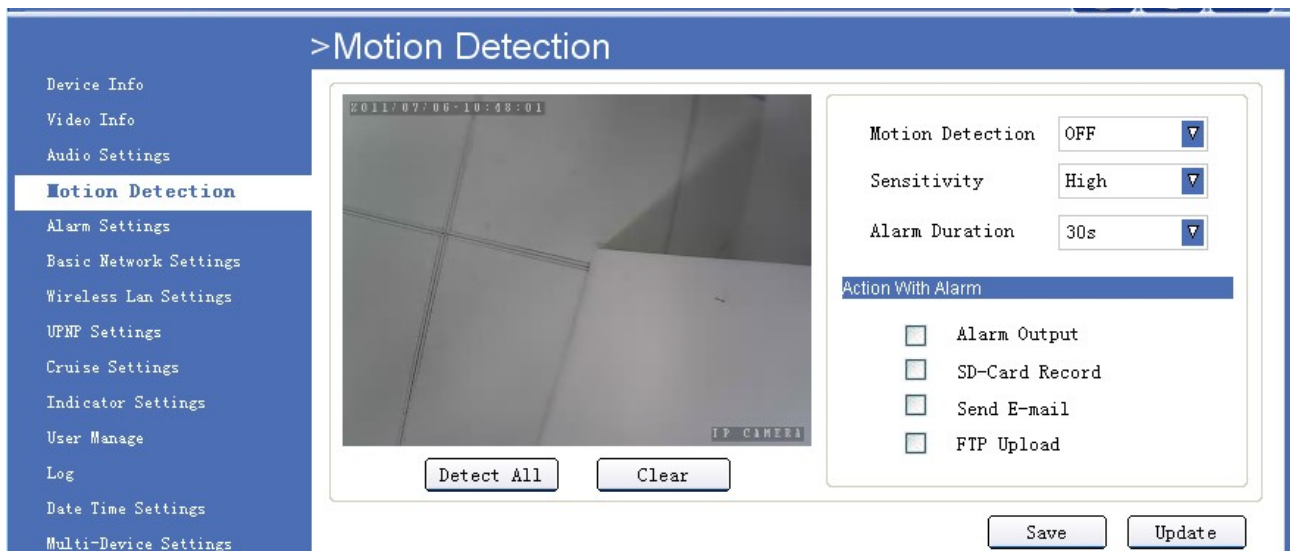 >Motion Detection
Device Info
Video Info
Audio Settings
Motion Detection
Alarm Settings
Basic Network Settings
Wireless Lan Settings
UPNP Settings
Cruise Settings
Indicator Settings
User Manage
Log
Date Time Settings
Multi-Device Settings
2011/07/06-10:48:01
IP CAMERA
Detect All
Clear
Motion Detection OFF
Sensitivity High
Alarm Duration 30s
Action With Alarm
Alarm Output
SD-Card Record
Send E-mail
FTP Upload
Save
Update